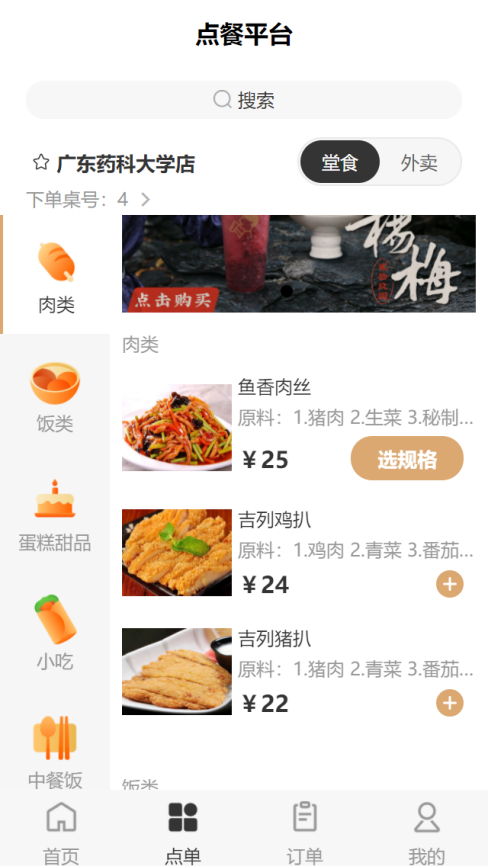 点餐平台
搜索
广东药科大学店
堂食
外卖
下单桌号：4
杨梅
点击购买
肉类
饭类
蛋糕甜品
小吃
中餐饭
肉类
鱼香肉丝
原料：1.猪肉 2.生菜 3.秘制...
￥25
选规格
吉列鸡扒
原料：1.鸡肉 2.青菜 3.番茄...
￥24
吉列猪扒
原料：1.猪肉 2.青菜 3.番茄...
￥22
饭类
首页
点单
订单
我的